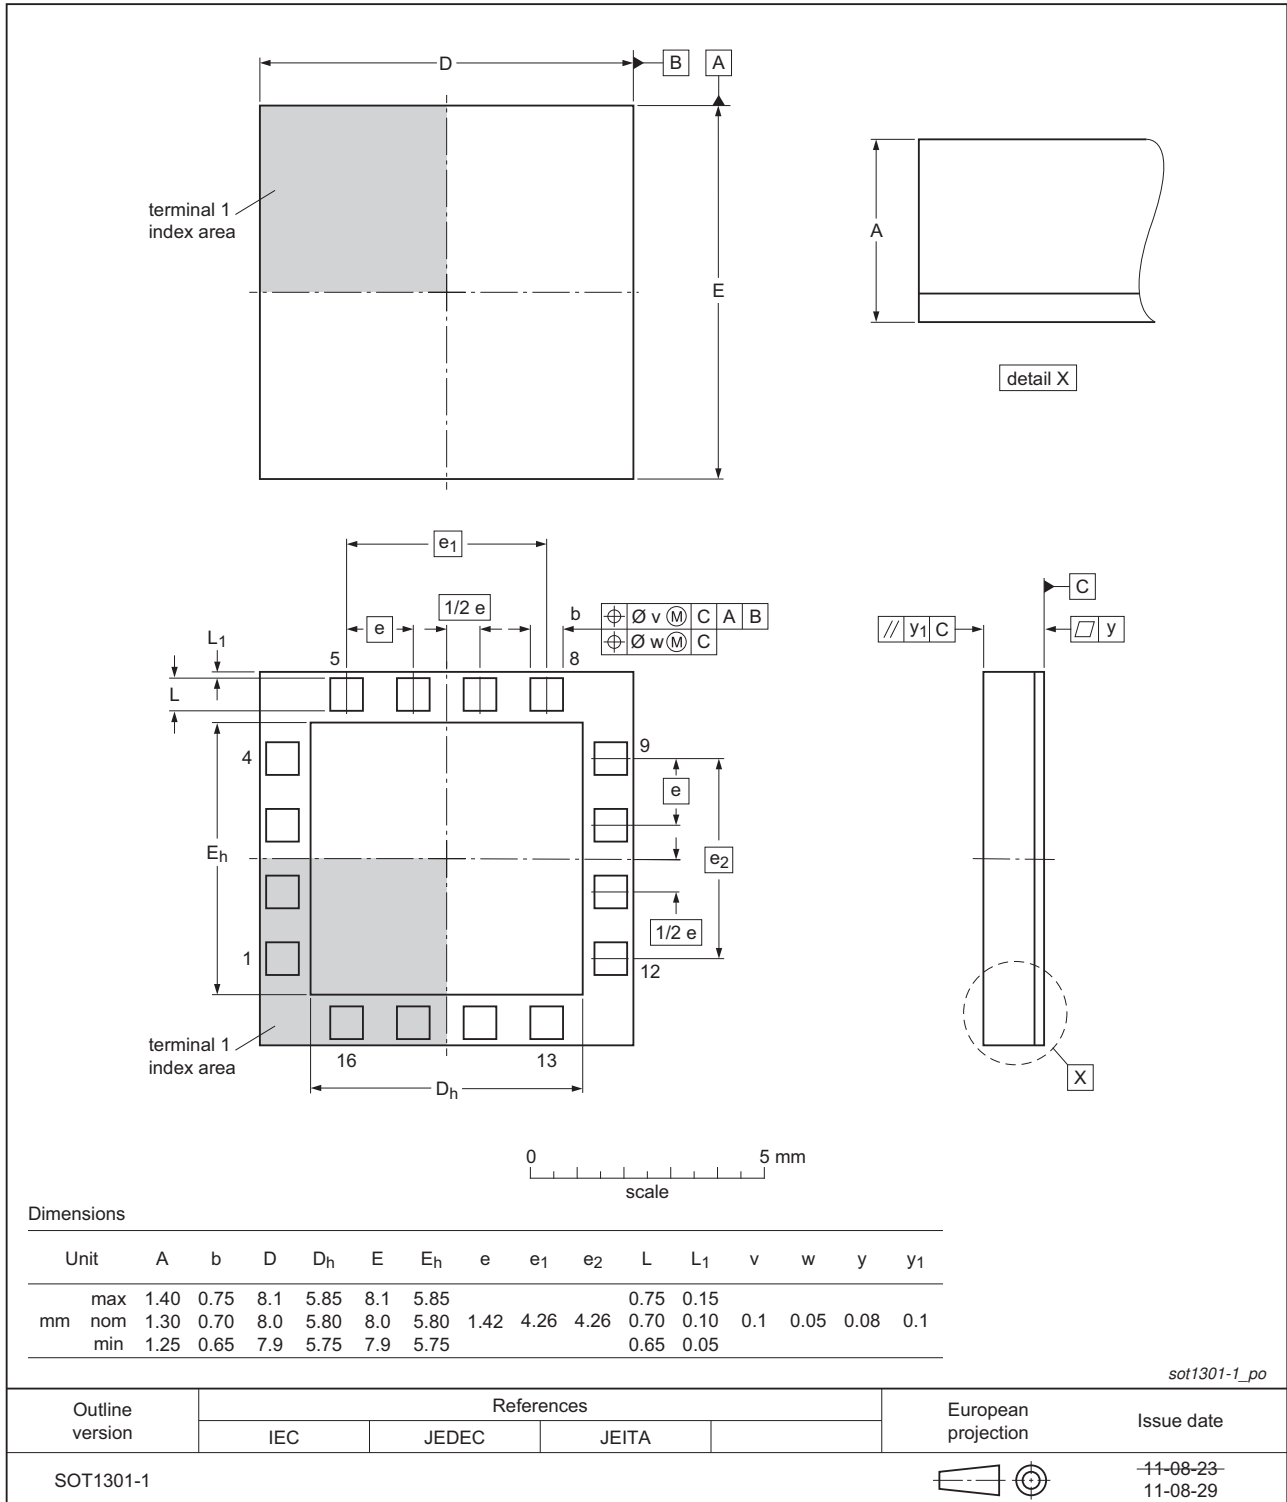 D
B
A
terminal 1
index area
E
A
detail X
e1
1/2 e
e
b
Ø v Ⓜ C A B
Ø w Ⓜ C
L1
L
5
8
4
9
Eh
e
e2
1/2 e
1
12
terminal 1
index area
16
13
Dh
C
// y1 C
y
X
0
5 mm
scale
Dimensions
Unit A b D Dh E Eh e e1 e2 L L1 v w y y1
max 1.40 0.75 8.1 5.85 8.1 5.85 0.75 0.15
mm nom 1.30 0.70 8.0 5.80 8.0 5.80 1.42 4.26 4.26 0.70 0.10 0.1 0.05 0.08 0.1
min 1.25 0.65 7.9 5.75 7.9 5.75 0.65 0.05
sot1301-1_po
Outline
version
References
IEC JEDEC JEITA
European
projection
Issue date
SOT1301-1
11-08-23
11-08-29